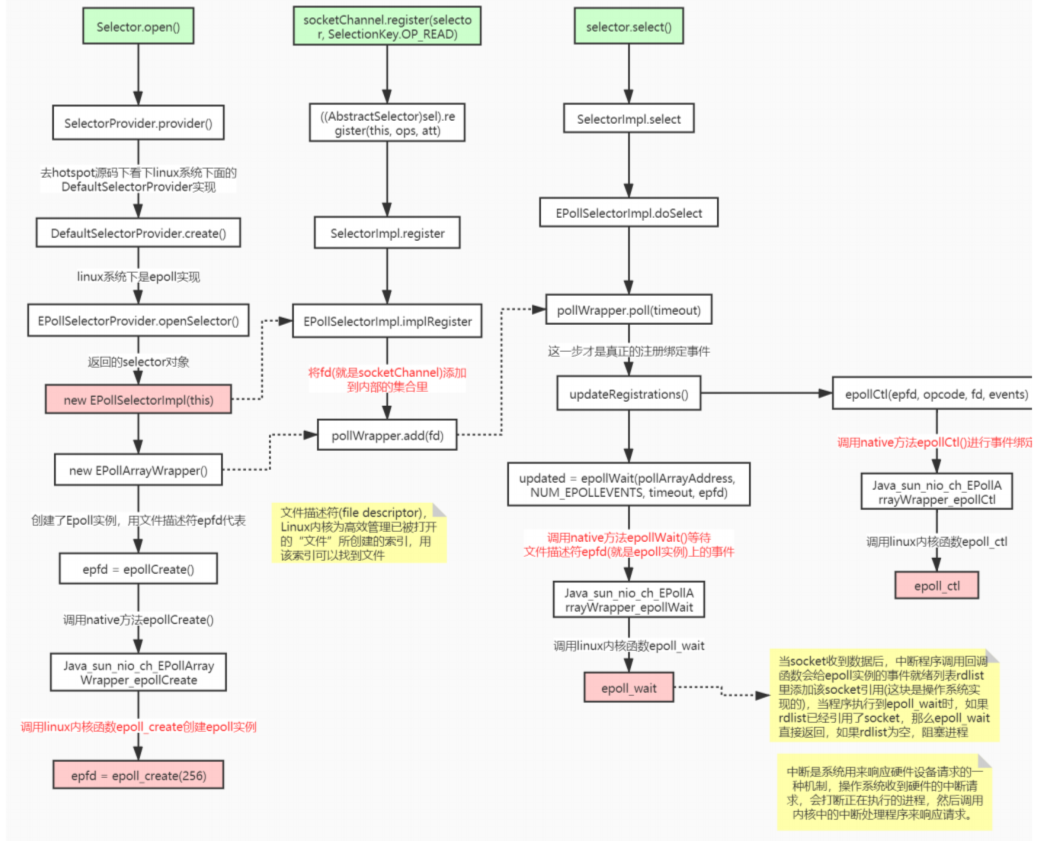 Selector.open()
SelectorProvider.provider()
去hotspot源码下看下linux系统下面的
DefaultSelectorProvider实现
DefaultSelectorProvider.create()
linux系统下是epoll实现
EPollSelectorProvider.openSelector()
返回的selector对象
new EPollSelectorImpl(this)
new EPollArrayWrapper()
创建了Epoll实例，用文件描述符epfd代表
epfd = epollCreate()
调用native方法epollCreate()
Java_sun_nio_ch_EPollArray
Wrapper_epollCreate
调用linux内核函数epoll_create创建epoll实例
epfd = epoll_create(256)
socketChannel.register(selecto
r, SelectionKey.OP_READ)
((AbstractSelector)sel).re
gister(this, ops, att)
SelectorImpl.register
EPollSelectorImpl.implRegister
将fd(就是socketChannel)添加
到内部的集合里
pollWrapper.add(fd)
文件描述符(file descriptor),
Linux内核为高效管理已被打开
的“文件”所创建的索引，用
该索引可以找到文件
selector.select()
SelectorImpl.select
EPollSelectorImpl.doSelect
pollWrapper.poll(timeout)
这一步才是真正的注册绑定事件
updateRegistrations()
updated = epollWait(pollArrayAddress,
NUM_EPOLLEVENTS, timeout, epfd)
调用native方法epollWait()等待
文件描述符epfd(就是epoll实例)上的事件
Java_sun_nio_ch_EPollA
rrayWrapper_epollWait
调用linux内核函数epoll_wait
epoll_wait
epollCtl(epfd, opcode, fd, events)
调用native方法epollCtl()进行事件绑定
Java_sun_nio_ch_EPollA
rrayWrapper_epollCtl
调用linux内核函数epoll_ctl
epoll_ctl
当socket收到数据后，中断程序调用回调
函数会给epoll实例的事件就绪列表rdlist
里添加该socket引用(这块是操作系统实
现的)，当程序执行到epoll_wait时，如果
rdlist已经引用了socket，那么epoll_wait
直接返回，如果rdlist为空，阻塞进程
中断是系统用来响应硬件设备请求的一
种机制，操作系统收到硬件的中断请
求，会打断正在执行的进程，然后调用
内核中的中断处理程序来响应请求。